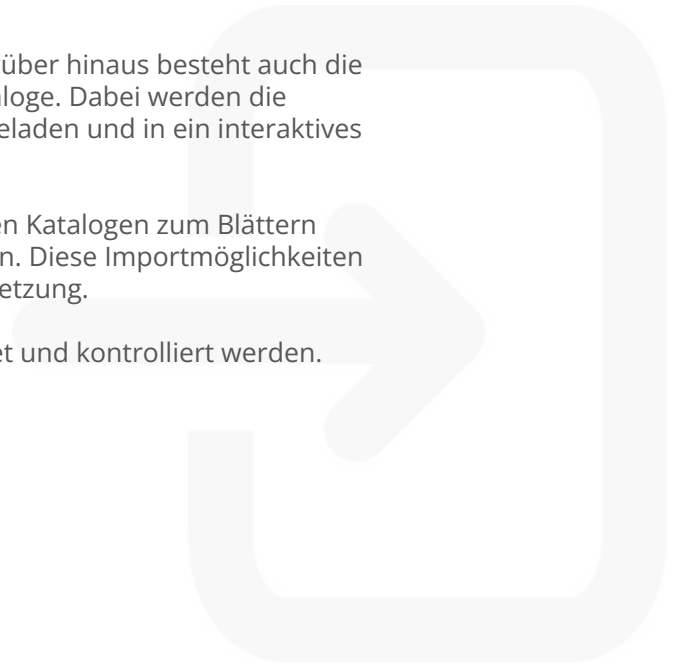 über hinaus besteht auch die
loge. Dabei werden die
eladen und in ein interaktives
en Katalogen zum Blättern
n. Diese Importmöglichkeiten
etzung.
et und kontrolliert werden.